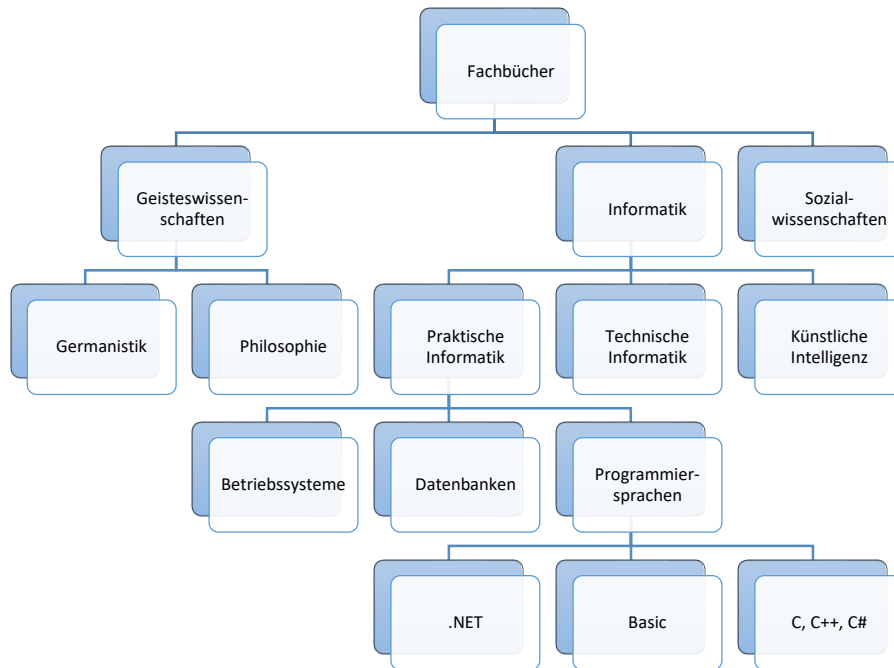 Fachbücher
Geisteswissen-
schaften
Informatik
Sozial-
wissenschaften
Germanistik
Philosophie
Praktische
Informatik
Technische
Informatik
Künstliche
Intelligenz
Betriebssysteme
Datenbanken
Programmier-
sprachen
.NET
Basic
C, C++, C#